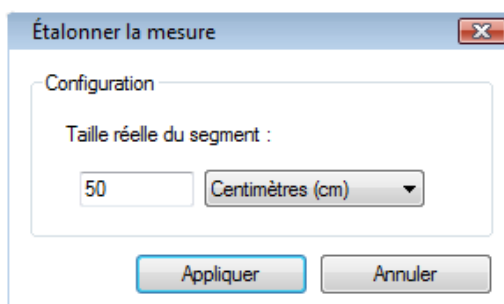 Étalonner la mesure
Configuration
Taille réelle du segment :
50 Centimètres (cm)
Appliquer Annuler